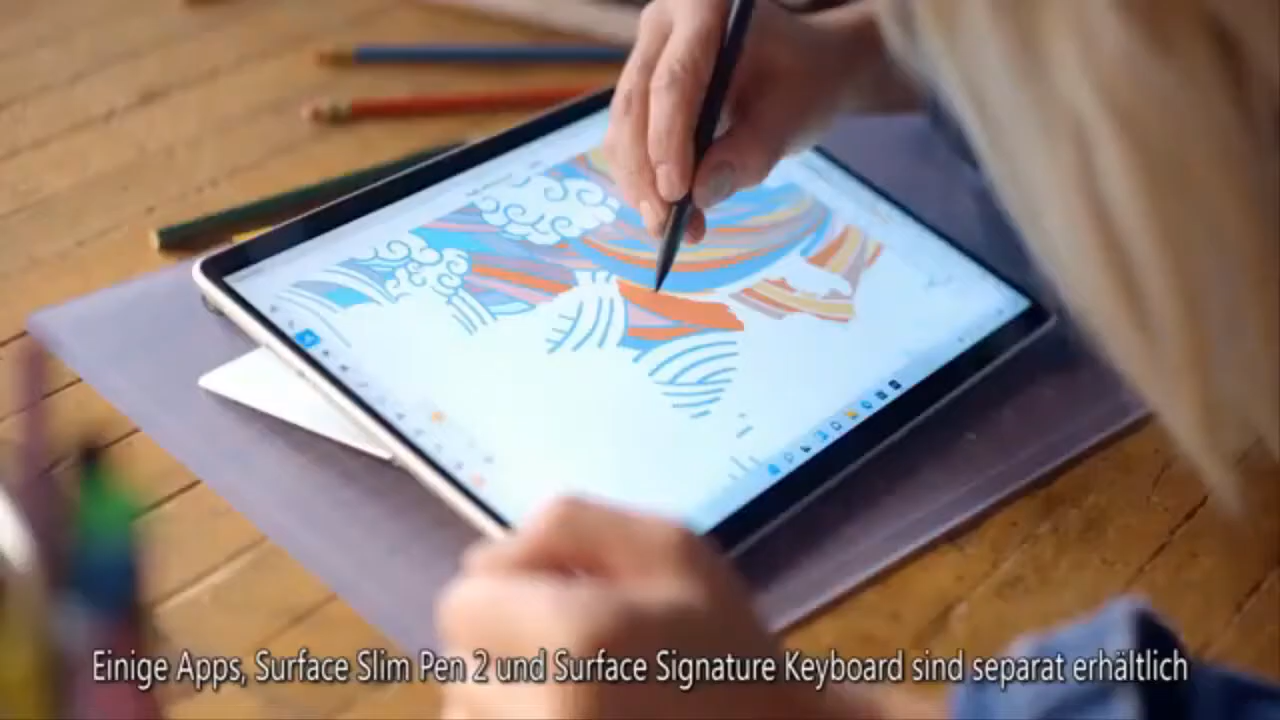 Einige Apps, Surface Slim Pen 2 und Surface Signature Keyboard sind separat erhältlich